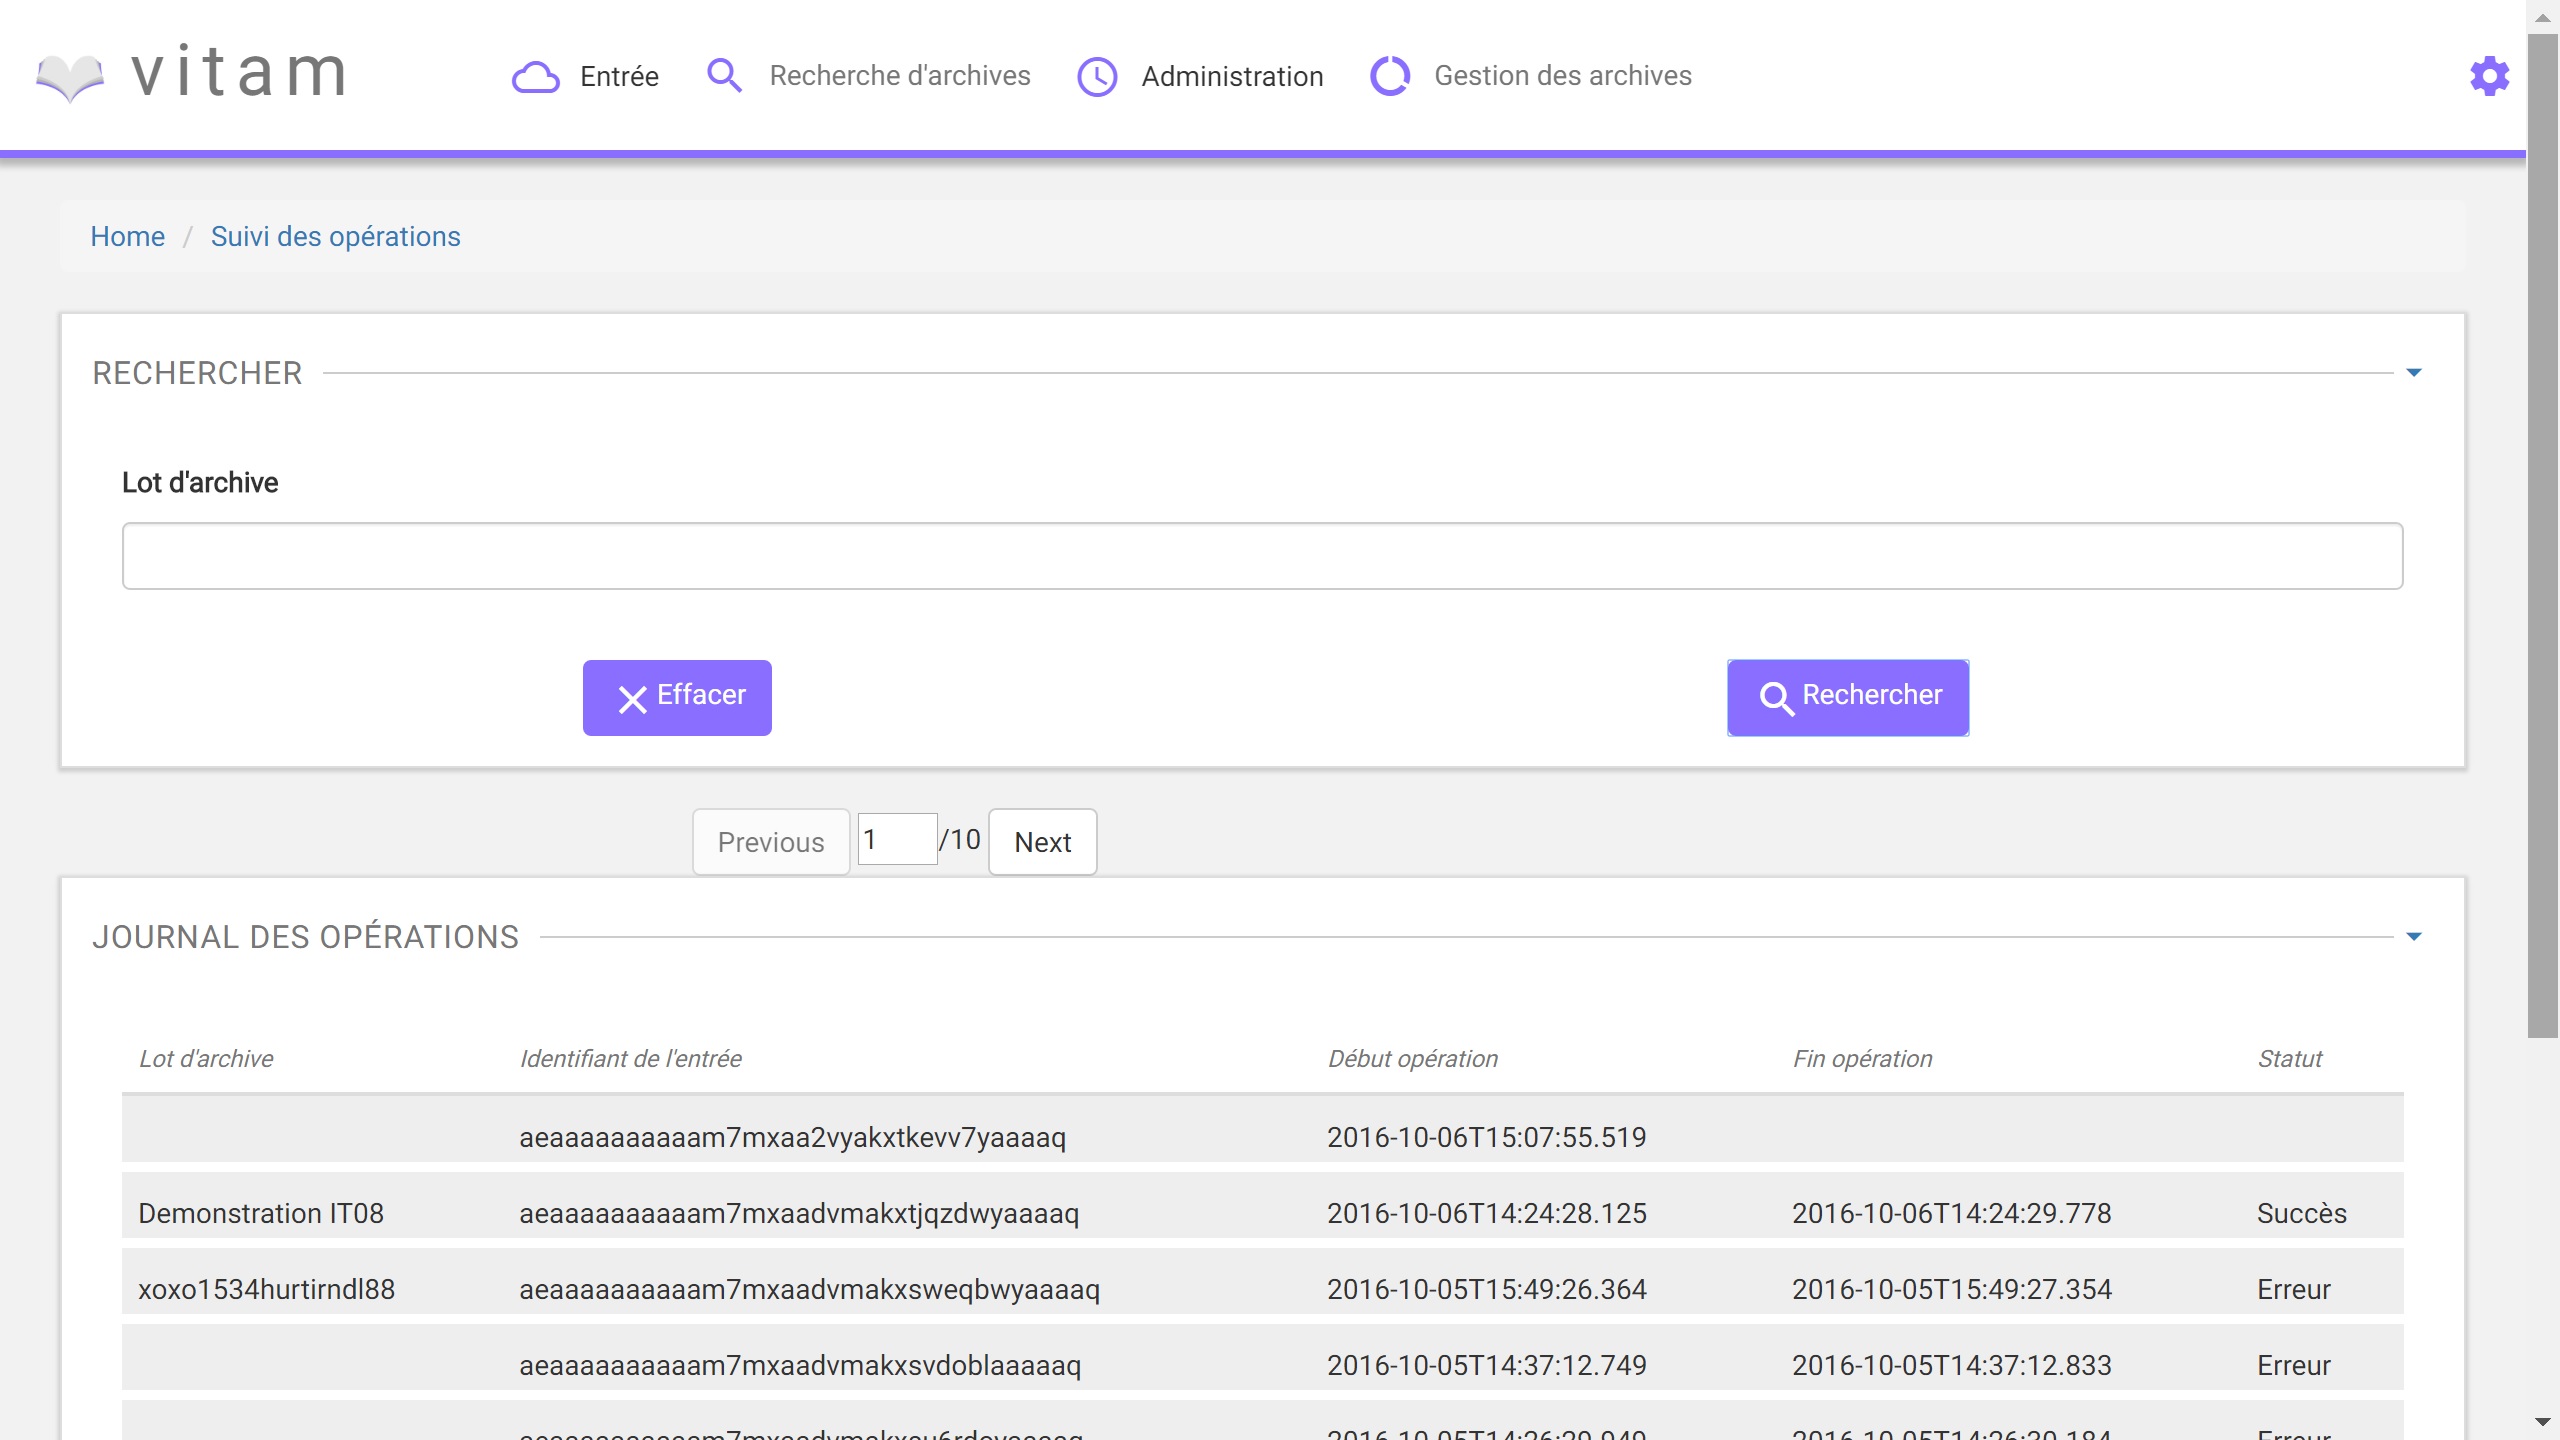 vitam
Entrée Recherche d'archives Administration Gestion des archives
Home / Suivi des opérations
RECHERCHER
Lot d'archive
Effacer Rechercher
Previous 1 /10 Next
JOURNAL DES OPÉRATIONS
Lot d'archive Identifiant de l'entrée Début opération Fin opération Statut
aeaaaaaaaaaam7mxaa2vyakxtkevv7yaaaaq 2016-10-06T15:07:55.519
Demonstration IT08 aeaaaaaaaaaam7mxaadvmakxtjqzdwyaaaaq 2016-10-06T14:24:28.125 2016-10-06T14:24:29.778 Succès
xoxo1534hurtirndl88 aeaaaaaaaaaam7mxaadvmakxsweqbwyaaaaq 2016-10-05T15:49:26.364 2016-10-05T15:49:27.354 Erreur
aeaaaaaaaaaam7mxaadvmakxsvdoblaaaaaq 2016-10-05T14:37:12.749 2016-10-05T14:37:12.833 Erreur
Erreur